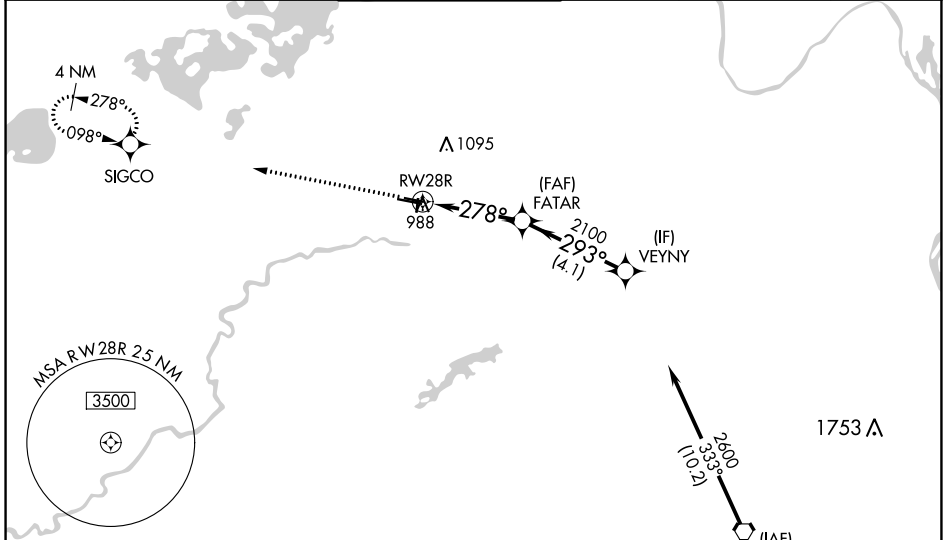 4 NM
278°
098°
SIGCO
1095
RW28R
988
278°
(FAF)
FATAR
2100
293°
(4.1)
(IF)
VEYNY
MSA RW28R 25 NM
3500
1753
2600
333°
(10.2)
(IAF)